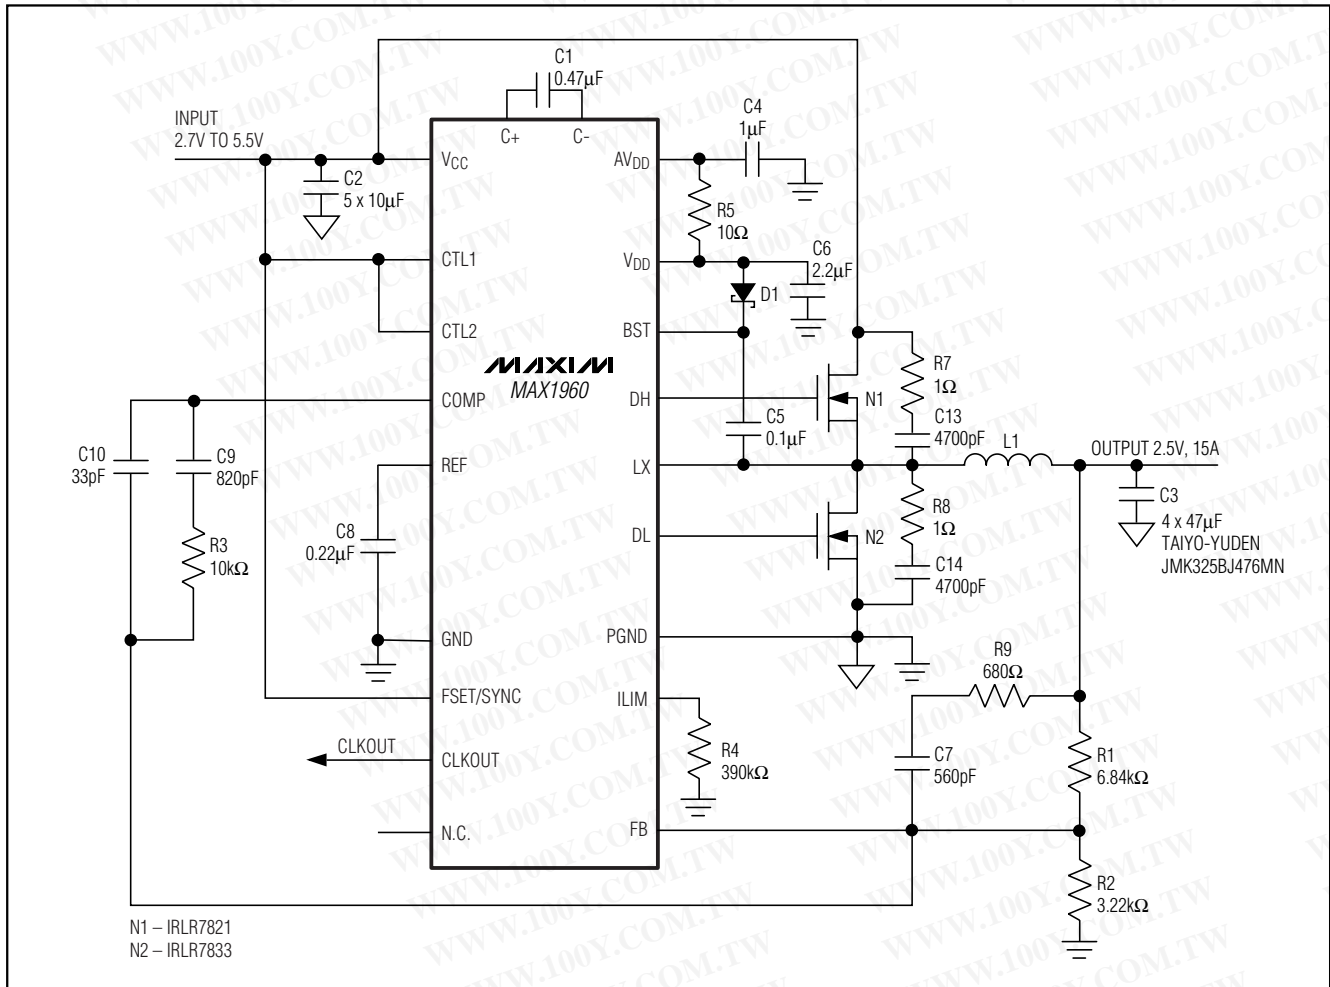 WWW.100Y.COM.TW
C1
0.47µF
INPUT
2.7V TO 5.5V
C+
C-
C4
1µF
VCC
AVDD
C2
5 x 10µF
R5
10Ω
C6
2.2µF
CTL1
VDD
D1
CTL2
BST
MAXIM
MAX1960
R7
1Ω
COMP
DH
N1
C5
0.1µF
C13
4700pF
L1
OUTPUT 2.5V, 15A
C10
33pF
C9
820pF
REF
LX
C3
4 x 47µF
TAIYO-YUDEN
JMK325BJ476MN
R8
1Ω
C8
0.22µF
DL
N2
R3
10kΩ
C14
4700pF
GND
PGND
R9
680Ω
FSET/SYNC
ILIM
CLKOUT
CLKOUT
R4
390kΩ
C7
560pF
R1
6.84kΩ
N.C.
FB
R2
3.22kΩ
N1 – IRLR7821
N2 – IRLR7833